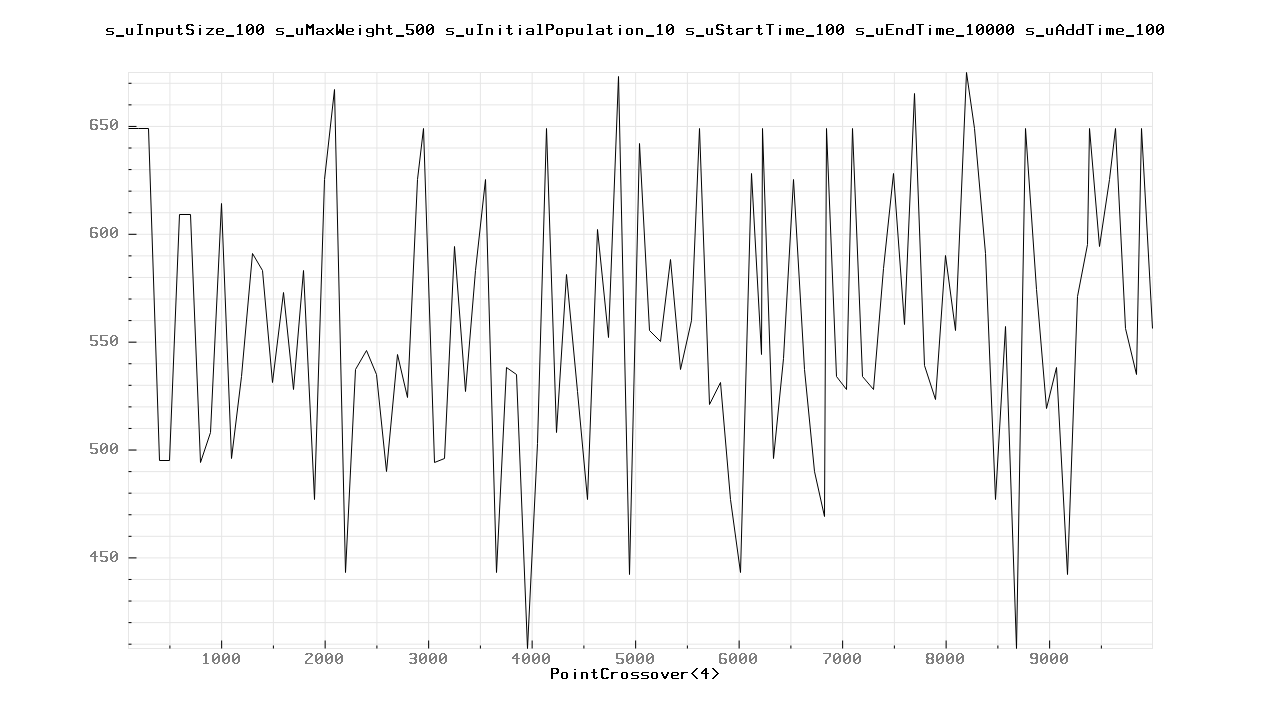 s_uInputSize_100 s_uMaxWeight_500 s_uInitialPopulation_10 s_uStartTime_100 s_uEndTime_10000 s_uAddTime_100
650
600
550
500
450
1000 2000 3000 4000 5000 6000 7000 8000 9000
PointCrossover<4>